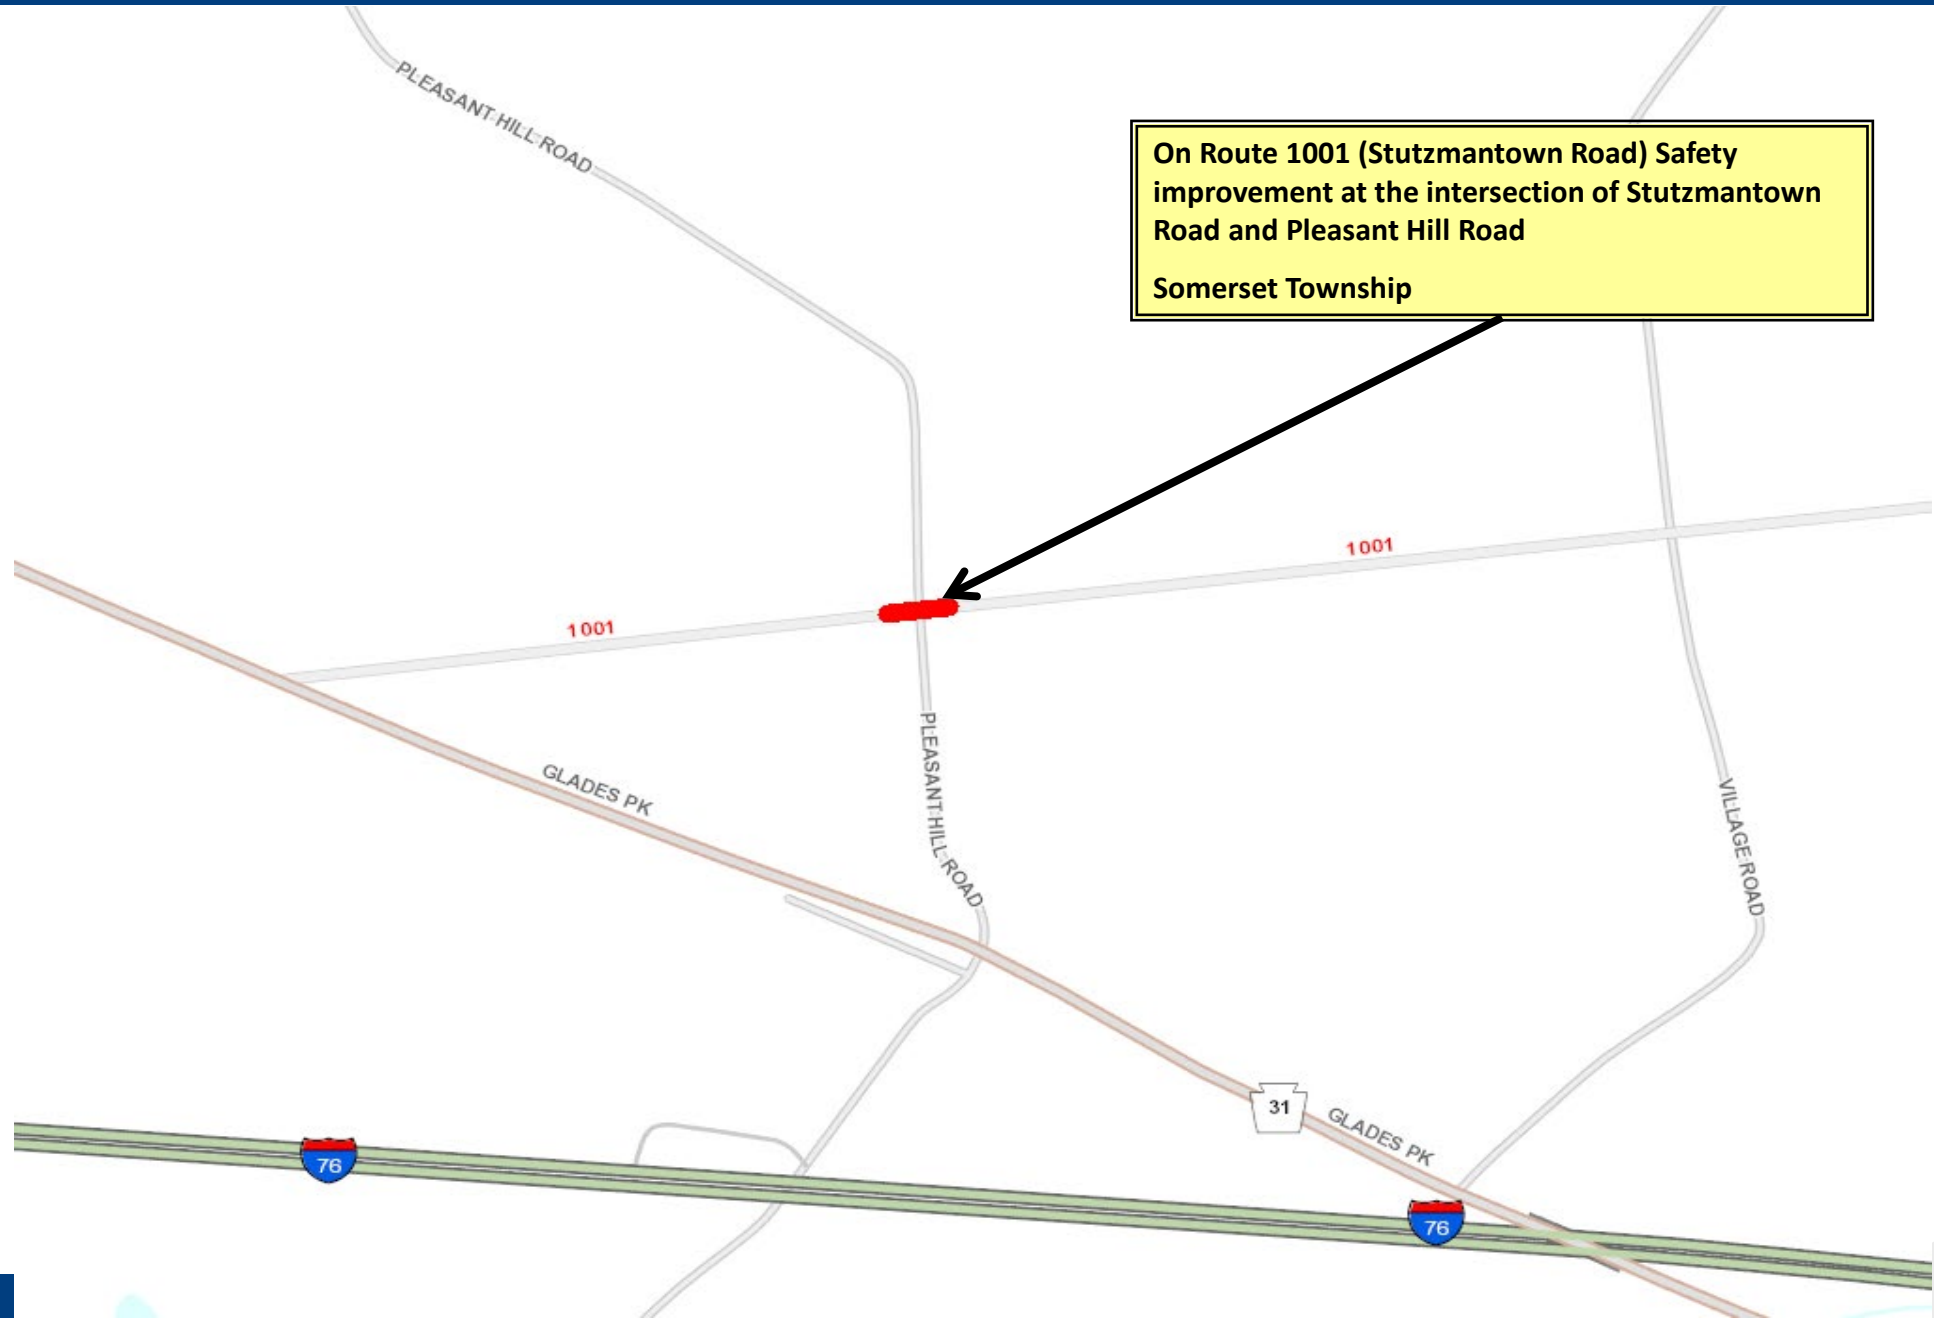 PLEASANT HILL ROAD
On Route 1001 (Stutzmantown Road) Safety
improvement at the intersection of Stutzmantown
Road and Pleasant Hill Road
Somerset Township
1001
1001
PLEASANT HILL ROAD
GLADES PK
VILLAGE ROAD
31
GLADES PK
76
76